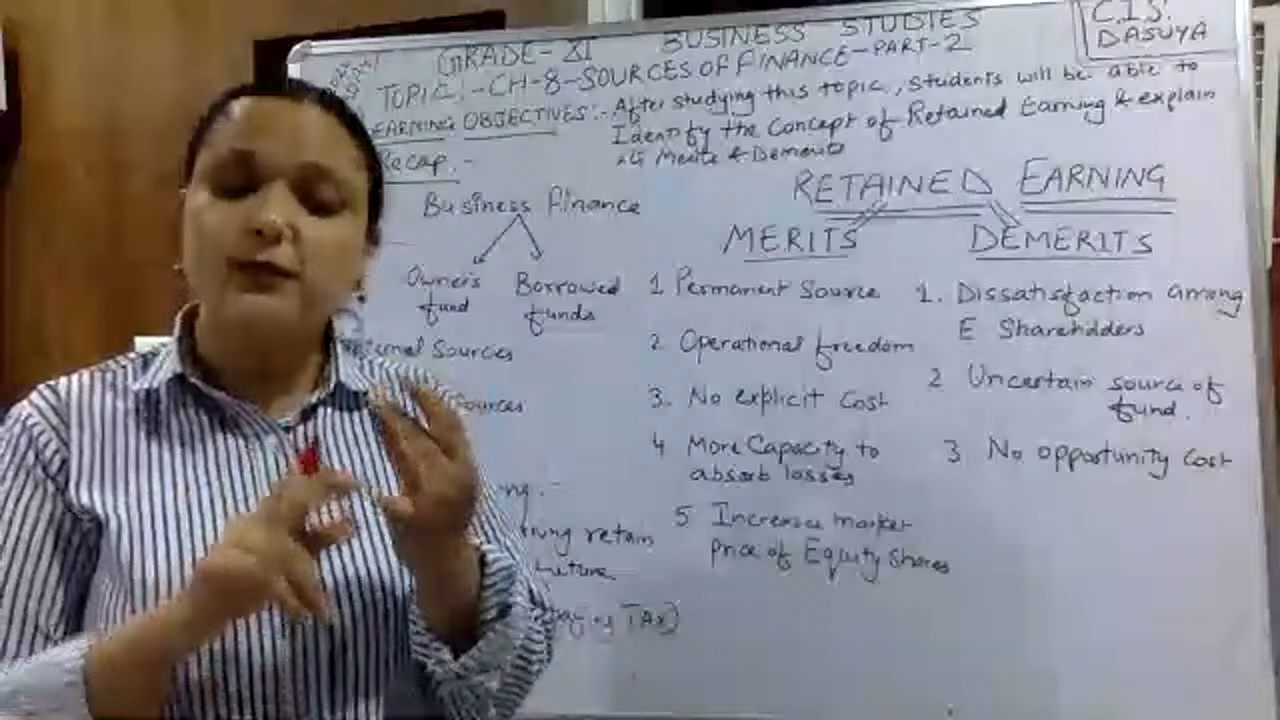 GRADE-XI BUSINESS STUDIES
C.I.S.
DASUYA
TOPIC:-CH-8-SOURCES OF FINANCE-PART-2
EARNING OBJECTIVES:-After studying this topic, students will be able to
Identify the Concept of Retained Earning & explain
Merits & Demerits
Recap.-
Business finance
Owner's
fund
Borrowed
funds
Sources
Sources
retain
future
TAX)
RETAINED EARNING
MERITS
1 Permanent Source
2 Operational freedom
3. No explicit Cost
4 More Capacity to
absorb losses
5 Increase market
price of Equity Shares
DEMERITS
1. Dissatisfaction among
E Shareholders
2 Uncertain source of
fund.
3 No opportunity Cost